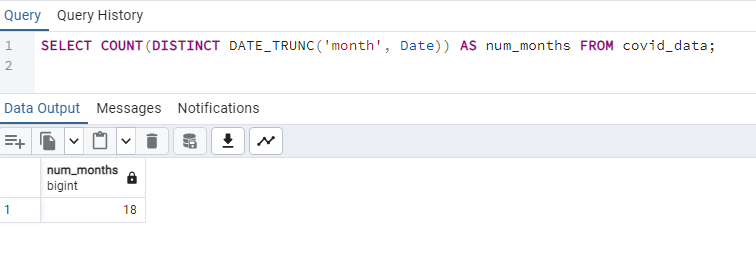 Query Query History
1 SELECT COUNT(DISTINCT DATE_TRUNC('month', Date)) AS num_months FROM covid_data;
2
Data Output Messages Notifications
num_months
bigint
1 18